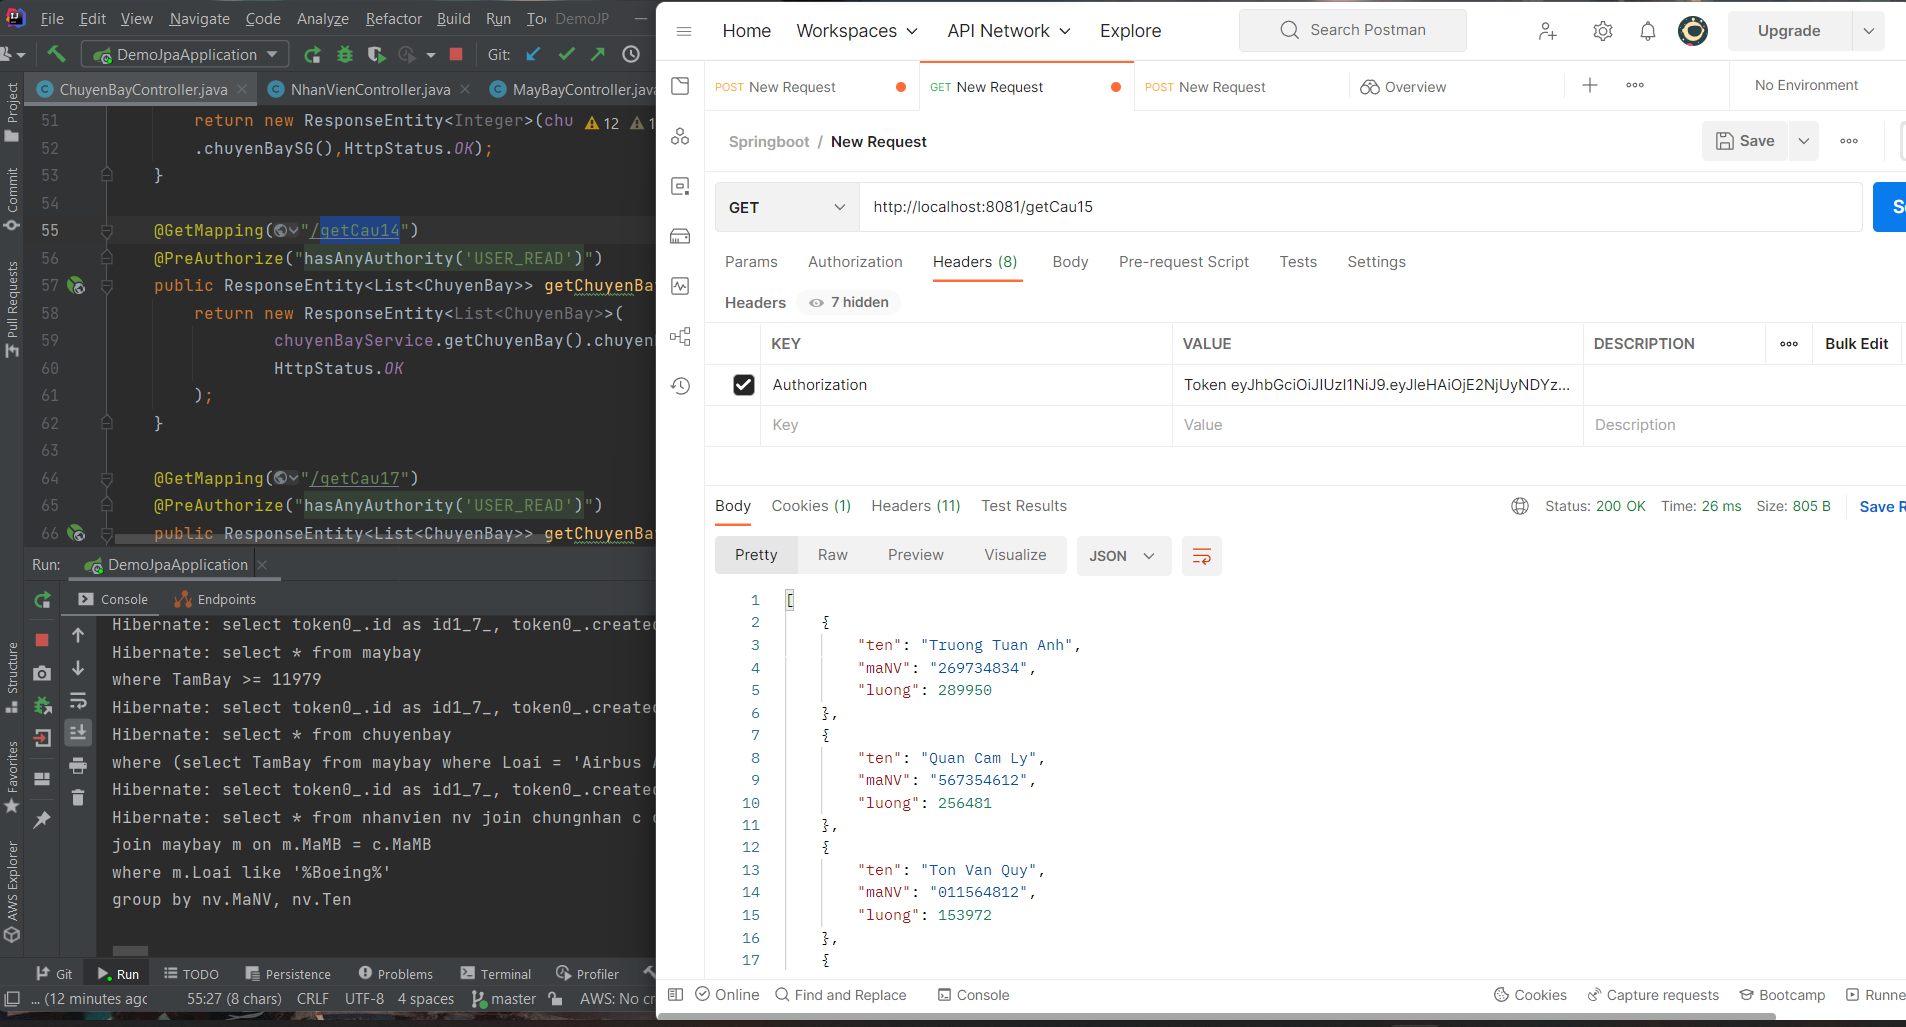 File Edit View Navigate Code Analyze Refactor Build Run To DemoJP
DemoJpaApplication Git:
ChuyenBayController.java NhanVienController.java MayBayController.java
Project
Commit
Pull Requests
Structure
Favorites
AWS Explorer
51 return new ResponseEntity<Integer>(chu 12 1
52 .chuyenBaySG(),HttpStatus.OK);
53 }
54
55 @GetMapping("/getCau14")
56 @PreAuthorize("hasAnyAuthority('USER_READ')")
57 public ResponseEntity<List<ChuyenBay>> getChuyenBa
58 return new ResponseEntity<List<ChuyenBay>>(
59 chuyenBayService.getChuyenBay().chuyen
60 HttpStatus.OK
61 );
62 }
63
64 @GetMapping("/getCau17")
65 @PreAuthorize("hasAnyAuthority('USER_READ')")
66 public ResponseEntity<List<ChuyenBay>> getChuyenBa
Run: DemoJpaApplication
Console Endpoints
Hibernate: select token0_.id as id1_7_, token0_.created
Hibernate: select * from maybay
where TamBay >= 11979
Hibernate: select token0_.id as id1_7_, token0_.created
Hibernate: select * from chuyenbay
where (select TamBay from maybay where Loai = 'Airbus
Hibernate: select token0_.id as id1_7_, token0_.created
Hibernate: select * from nhanvien nv join chungnhan c
join maybay m on m.MaMB = c.MaMB
where m.Loai like '%Boeing%'
group by nv.MaNV, nv.Ten
Git Run TODO Persistence Problems Terminal Profiler
... (12 minutes ago 55:27 (8 chars) CRLF UTF-8 4 spaces master AWS: No cr
Home Workspaces API Network Explore Search Postman Upgrade
POST New Request GET New Request POST New Request Overview No Environment
Springboot / New Request Save
GET http://localhost:8081/getCau15 Se
Params Authorization Headers (8) Body Pre-request Script Tests Settings
Headers 7 hidden
KEY VALUE DESCRIPTION Bulk Edit
Authorization Token eyJhbGciOiJIUzI1NiJ9.eyJleHAiOjE2NjUyNDYz...
Key Value Description
Body Cookies (1) Headers (11) Test Results Status: 200 OK Time: 26 ms Size: 805 B Save R
Pretty Raw Preview Visualize JSON
1 [
2 {
3 "ten": "Truong Tuan Anh",
4 "maNV": "269734834",
5 "luong": 289950
6 },
7 {
8 "ten": "Quan Cam Ly",
9 "maNV": "567354612",
10 "luong": 256481
11 },
12 {
13 "ten": "Ton Van Quy",
14 "maNV": "011564812",
15 "luong": 153972
16 },
17 {
Online Find and Replace Console Cookies Capture requests Bootcamp Runne